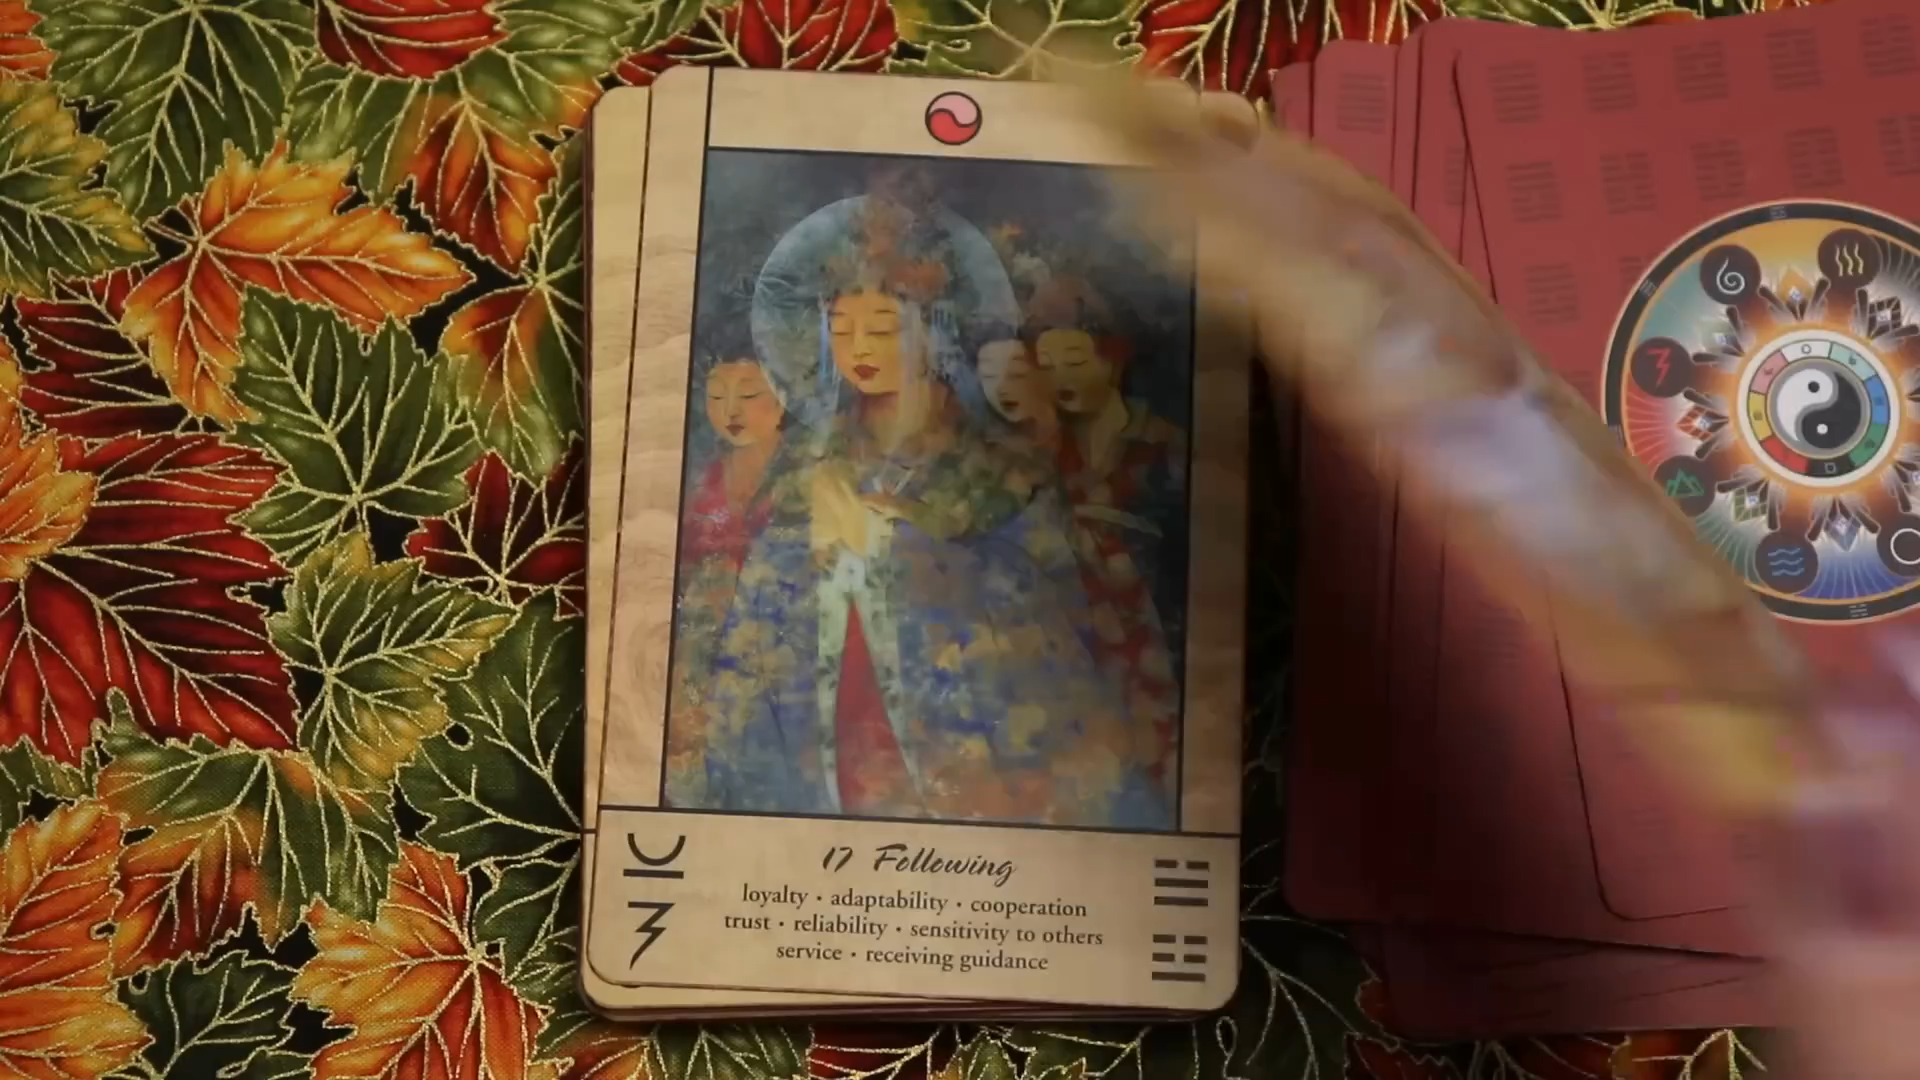 17 Following
loyalty • adaptability • cooperation
trust • reliability • sensitivity to others
service • receiving guidance